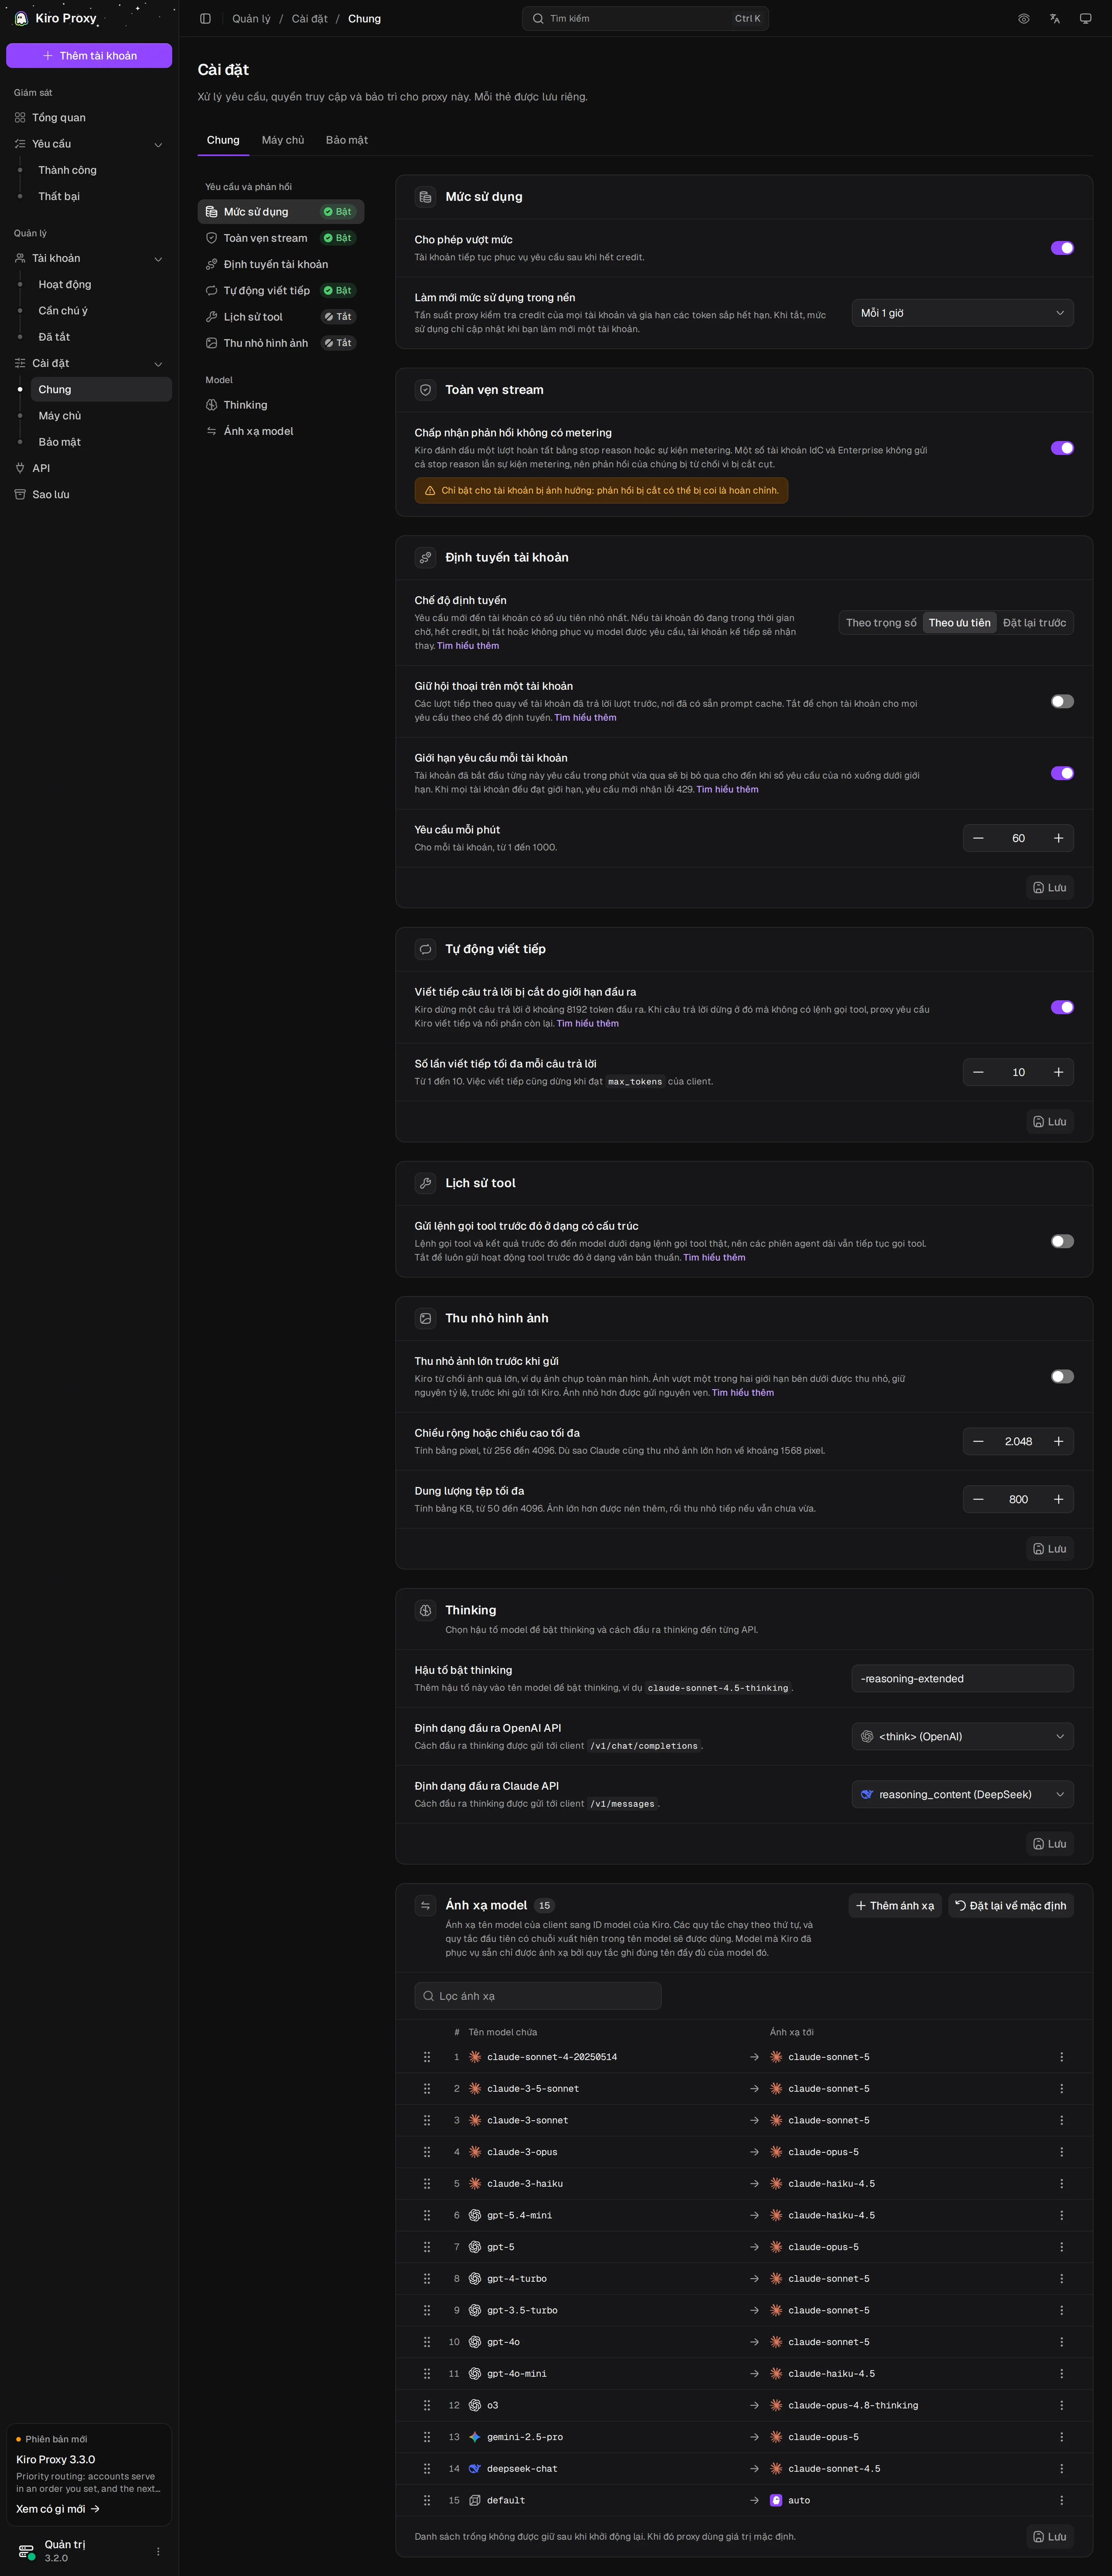 Kiro Proxy
Thêm tài khoản
Giám sát
Tổng quan
Yêu cầu
Thành công
Thất bại
Quản lý
Tài khoản
Hoạt động
Cần chú ý
Đã tắt
Cài đặt
Chung
Máy chủ
Bảo mật
API
Sao lưu
Phiên bản mới
Kiro Proxy 3.3.0
Priority routing: accounts serve
in an order you set, and the next...
Xem có gì mới
Quản trị
3.2.0
Quản lý / Cài đặt / Chung
Tìm kiếm
Ctrl K
Cài đặt
Xử lý yêu cầu, quyền truy cập và bảo trì cho proxy này. Mỗi thẻ được lưu riêng.
Chung
Máy chủ
Bảo mật
Yêu cầu và phản hồi
Mức sử dụng
Bật
Toàn vẹn stream
Bật
Định tuyến tài khoản
Tự động viết tiếp
Bật
Lịch sử tool
Tắt
Thu nhỏ hình ảnh
Tắt
Model
Thinking
Ánh xạ model
Mức sử dụng
Cho phép vượt mức
Tài khoản tiếp tục phục vụ yêu cầu sau khi hết credit.
Làm mới mức sử dụng trong nền
Tần suất proxy kiểm tra credit của mọi tài khoản và gia hạn các token sắp hết hạn. Khi tắt, mức
sử dụng chỉ cập nhật khi bạn làm mới một tài khoản.
Mỗi 1 giờ
Toàn vẹn stream
Chấp nhận phản hồi không có metering
Kiro đánh dấu một lượt hoàn tất bằng stop reason hoặc sự kiện metering. Một số tài khoản IdC và Enterprise không gửi
cả stop reason lẫn sự kiện metering, nên phản hồi của chúng bị từ chối vì bị cắt cụt.
Chỉ bật cho tài khoản bị ảnh hưởng: phản hồi bị cắt có thể bị coi là hoàn chỉnh.
Định tuyến tài khoản
Chế độ định tuyến
Yêu cầu mới đến tài khoản có số ưu tiên nhỏ nhất. Nếu tài khoản đó đang trong thời gian
chờ, hết credit, bị tắt hoặc không phục vụ model được yêu cầu, tài khoản kế tiếp sẽ nhận
thay. Tìm hiểu thêm
Theo trọng số
Theo ưu tiên
Đặt lại trước
Giữ hội thoại trên một tài khoản
Các lượt tiếp theo quay về tài khoản đã trả lời lượt trước, nơi đã có sẵn prompt cache. Tắt để chọn tài khoản cho mọi
yêu cầu theo chế độ định tuyến. Tìm hiểu thêm
Giới hạn yêu cầu mỗi tài khoản
Tài khoản đã bắt đầu từng này yêu cầu trong phút vừa qua sẽ bị bỏ qua cho đến khi số yêu cầu của nó xuống dưới giới
hạn. Khi mọi tài khoản đều đạt giới hạn, yêu cầu mới nhận lỗi 429. Tìm hiểu thêm
Yêu cầu mỗi phút
Cho mỗi tài khoản, từ 1 đến 1000.
60
Lưu
Tự động viết tiếp
Viết tiếp câu trả lời bị cắt do giới hạn đầu ra
Kiro dừng một câu trả lời ở khoảng 8192 token đầu ra. Khi câu trả lời dừng ở đó mà không có lệnh gọi tool, proxy yêu cầu
Kiro viết tiếp và nối phần còn lại. Tìm hiểu thêm
Số lần viết tiếp tối đa mỗi câu trả lời
Từ 1 đến 10. Việc viết tiếp cũng dừng khi đạt max_tokens của client.
10
Lưu
Lịch sử tool
Gửi lệnh gọi tool trước đó ở dạng có cấu trúc
Lệnh gọi tool và kết quả trước đó đến model dưới dạng lệnh gọi tool thật, nên các phiên agent dài vẫn tiếp tục gọi tool.
Tắt để luôn gửi hoạt động tool trước đó ở dạng văn bản thuần. Tìm hiểu thêm
Thu nhỏ hình ảnh
Thu nhỏ ảnh lớn trước khi gửi
Kiro từ chối ảnh quá lớn, ví dụ ảnh chụp toàn màn hình. Ảnh vượt một trong hai giới hạn bên dưới được thu nhỏ, giữ
nguyên tỷ lệ, trước khi gửi tới Kiro. Ảnh nhỏ hơn được gửi nguyên vẹn. Tìm hiểu thêm
Chiều rộng hoặc chiều cao tối đa
Tính bằng pixel, từ 256 đến 4096. Dù sao Claude cũng thu nhỏ ảnh lớn hơn về khoảng 1568 pixel.
2.048
Dung lượng tệp tối đa
Tính bằng KB, từ 50 đến 4096. Ảnh lớn hơn được nén thêm, rồi thu nhỏ tiếp nếu vẫn chưa vừa.
800
Lưu
Thinking
Chọn hậu tố model để bật thinking và cách đầu ra thinking đến từng API.
Hậu tố bật thinking
Thêm hậu tố này vào tên model để bật thinking, ví dụ claude-sonnet-4.5-thinking.
-reasoning-extended
Định dạng đầu ra OpenAI API
Cách đầu ra thinking được gửi tới client /v1/chat/completions.
<think> (OpenAI)
Định dạng đầu ra Claude API
Cách đầu ra thinking được gửi tới client /v1/messages.
reasoning_content (DeepSeek)
Lưu
Ánh xạ model 15
Thêm ánh xạ
Đặt lại về mặc định
Ánh xạ tên model của client sang ID model của Kiro. Các quy tắc chạy theo thứ tự, và
quy tắc đầu tiên có chuỗi xuất hiện trong tên model sẽ được dùng. Model mà Kiro đã
phục vụ sẵn chỉ được ánh xạ bởi quy tắc ghi đúng tên đầy đủ của model đó.
Lọc ánh xạ
# Tên model chứa Ánh xạ tới
1 claude-sonnet-4-20250514 → claude-sonnet-5
2 claude-3-5-sonnet → claude-sonnet-5
3 claude-3-sonnet → claude-sonnet-5
4 claude-3-opus → claude-opus-5
5 claude-3-haiku → claude-haiku-4.5
6 gpt-5.4-mini → claude-haiku-4.5
7 gpt-5 → claude-opus-5
8 gpt-4-turbo → claude-sonnet-5
9 gpt-3.5-turbo → claude-sonnet-5
10 gpt-4o → claude-sonnet-5
11 gpt-4o-mini → claude-haiku-4.5
12 o3 → claude-opus-4.8-thinking
13 gemini-2.5-pro → claude-opus-5
14 deepseek-chat → claude-sonnet-4.5
15 default → auto
Danh sách trống không được giữ sau khi khởi động lại. Khi đó proxy dùng giá trị mặc định.
Lưu